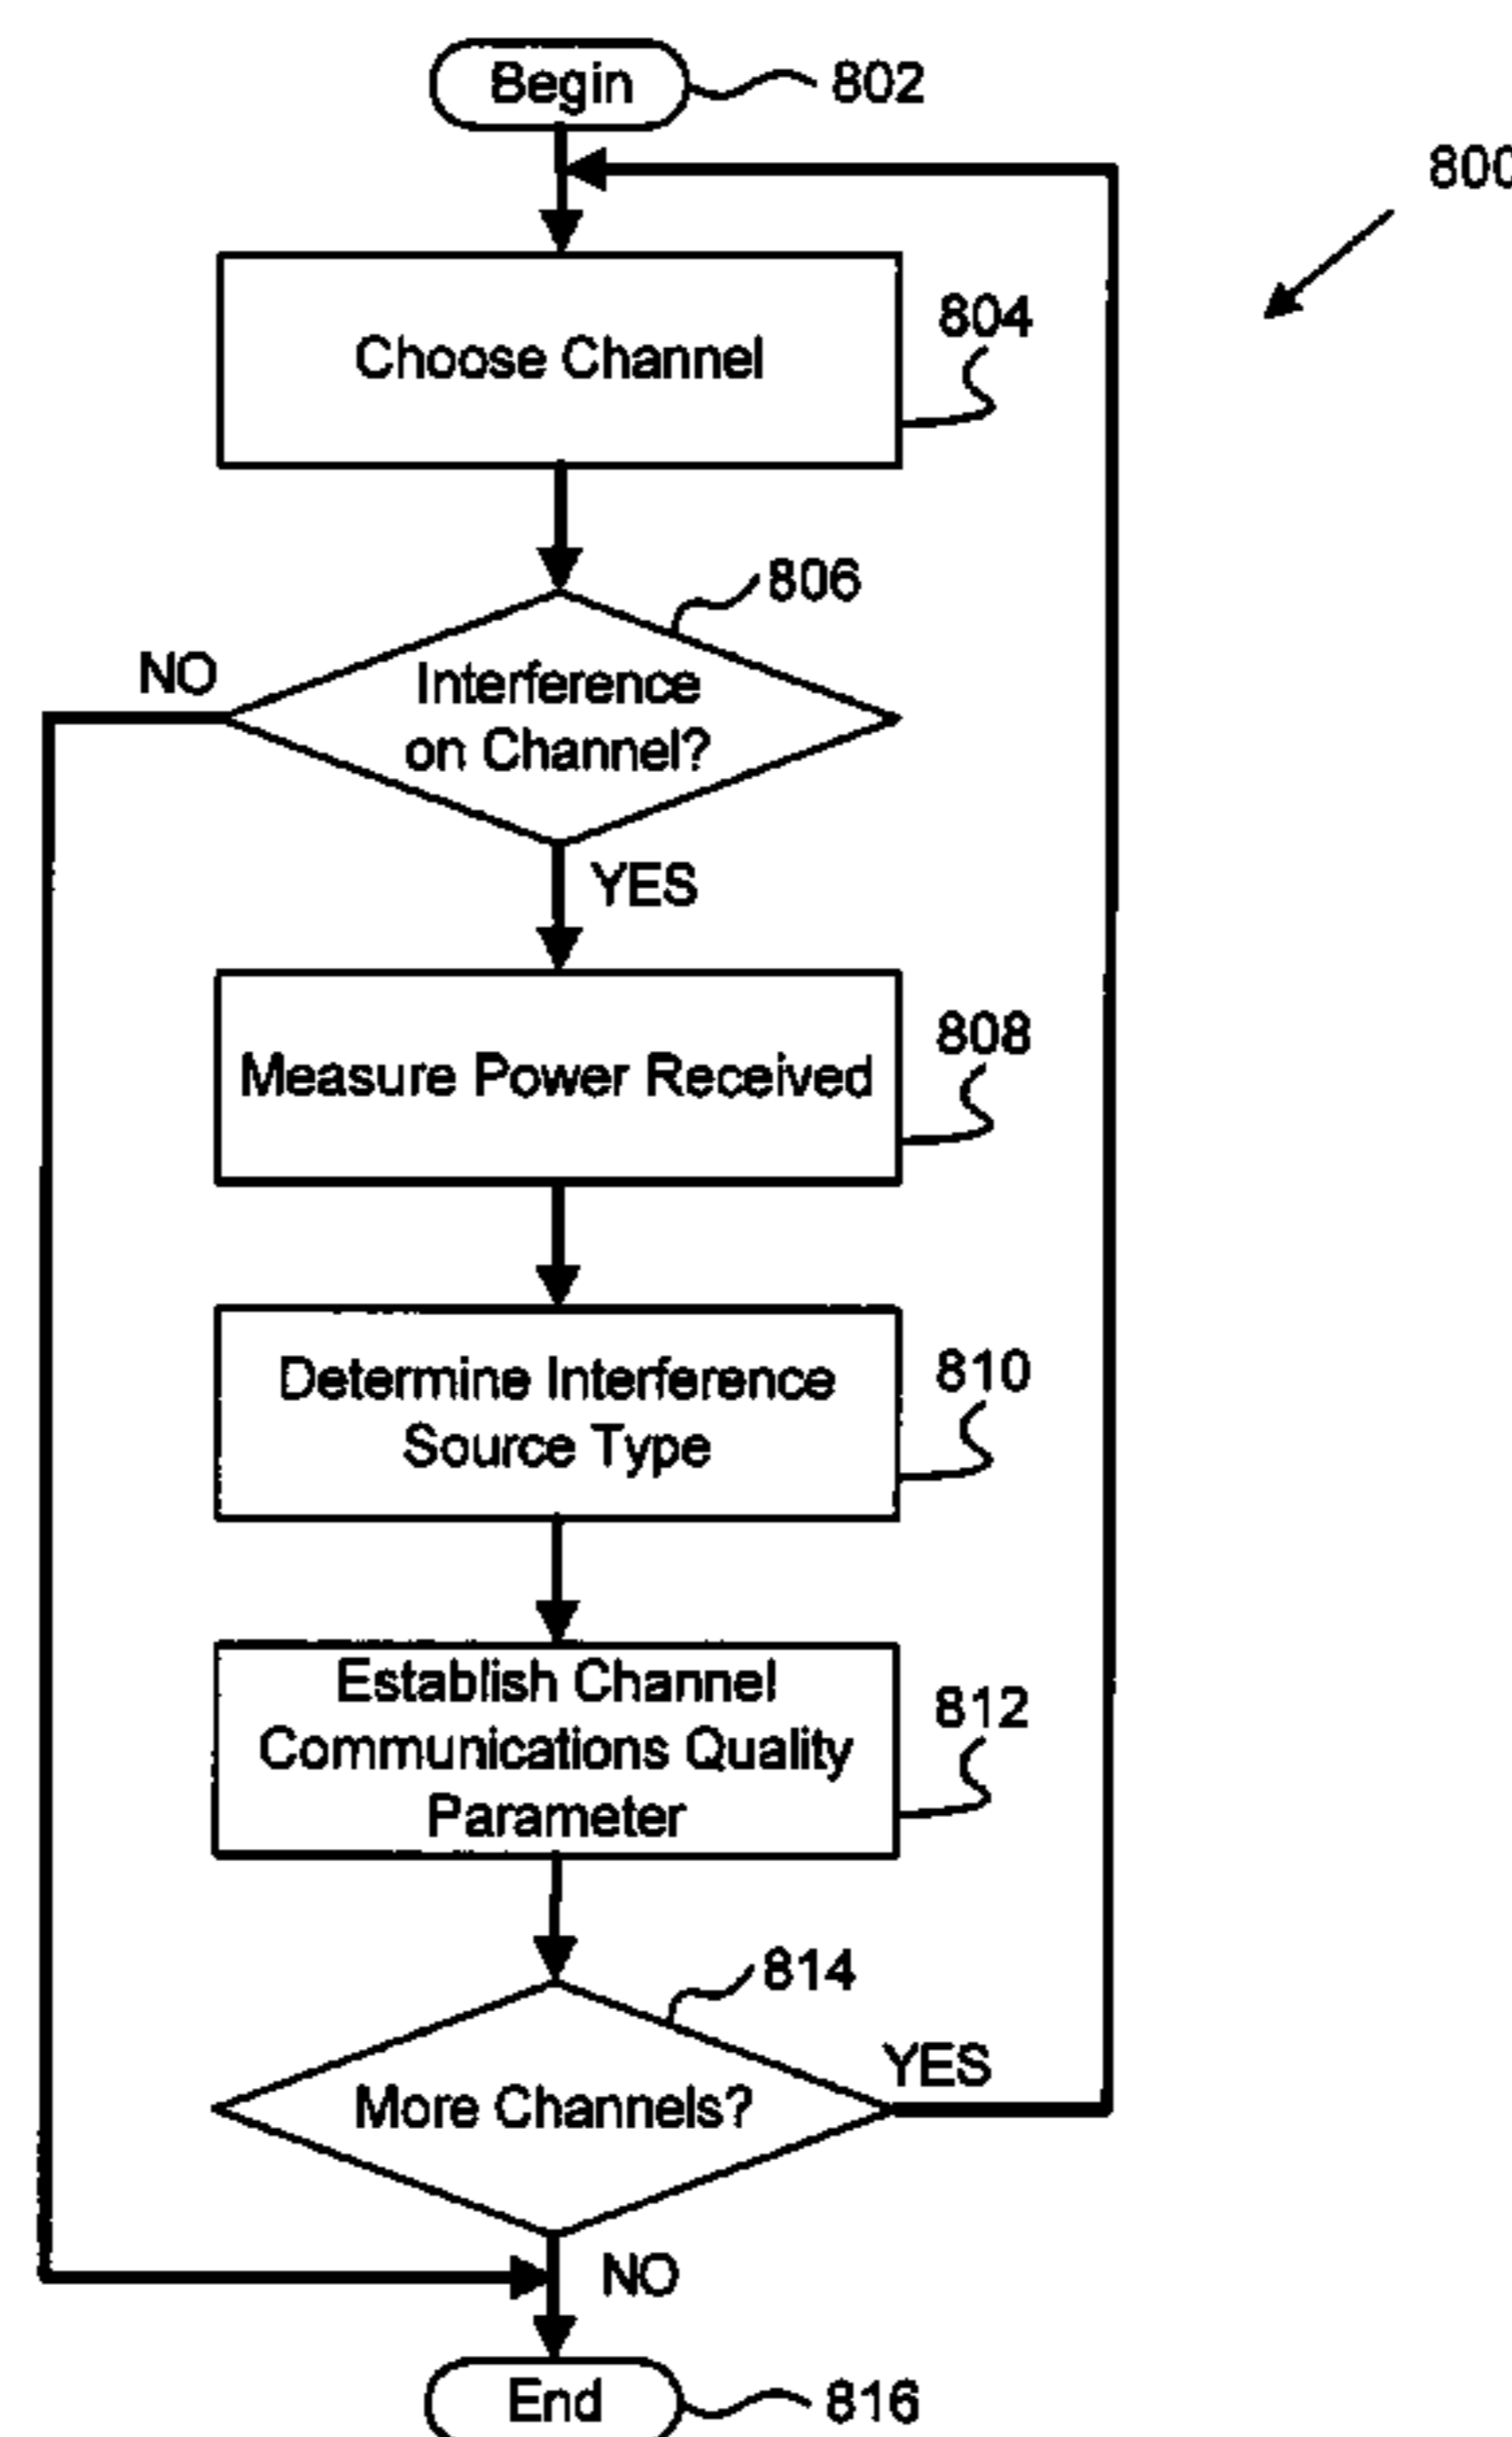 Begin
802
800
Choose Channel
804
806
NO
Interference
on Channel?
YES
Measure Power Received
808
Determine Interference
Source Type
810
Establish Channel
Communications Quality
Parameter
812
814
YES
More Channels?
NO
End
816